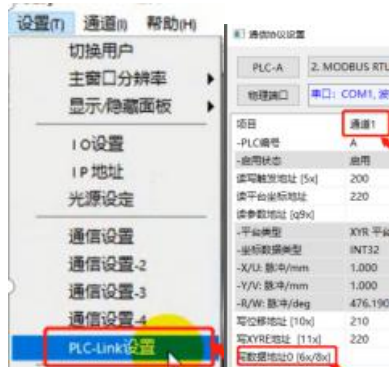 设置(T) 通道(I) 帮助(H)
切换用户
主窗口分辨率
显示/隐藏面板
IO设置
IP地址
光源设定
通信设置
通信设置-2
通信设置-3
通信设置-4
PLC-Link设置
通信协议设置
PLC-A 2. MODBUS RTU
物理端口 串口: COM1, 波
项目 通道1
-PLC编号 A
-启用状态 启用
读写触发地址 [5x] 200
读平台坐标地址 220
读参数地址 [q9x]
-平台类型 XYR 平台
-坐标数据类型 INT32
-X/U: 脉冲/mm 1.000
-Y/V: 脉冲/mm 1.000
-R/W: 脉冲/deg 476.190
写位移地址 [10x] 210
写XYRE地址 [11x] 220
写数据地址0 [6x/8x]